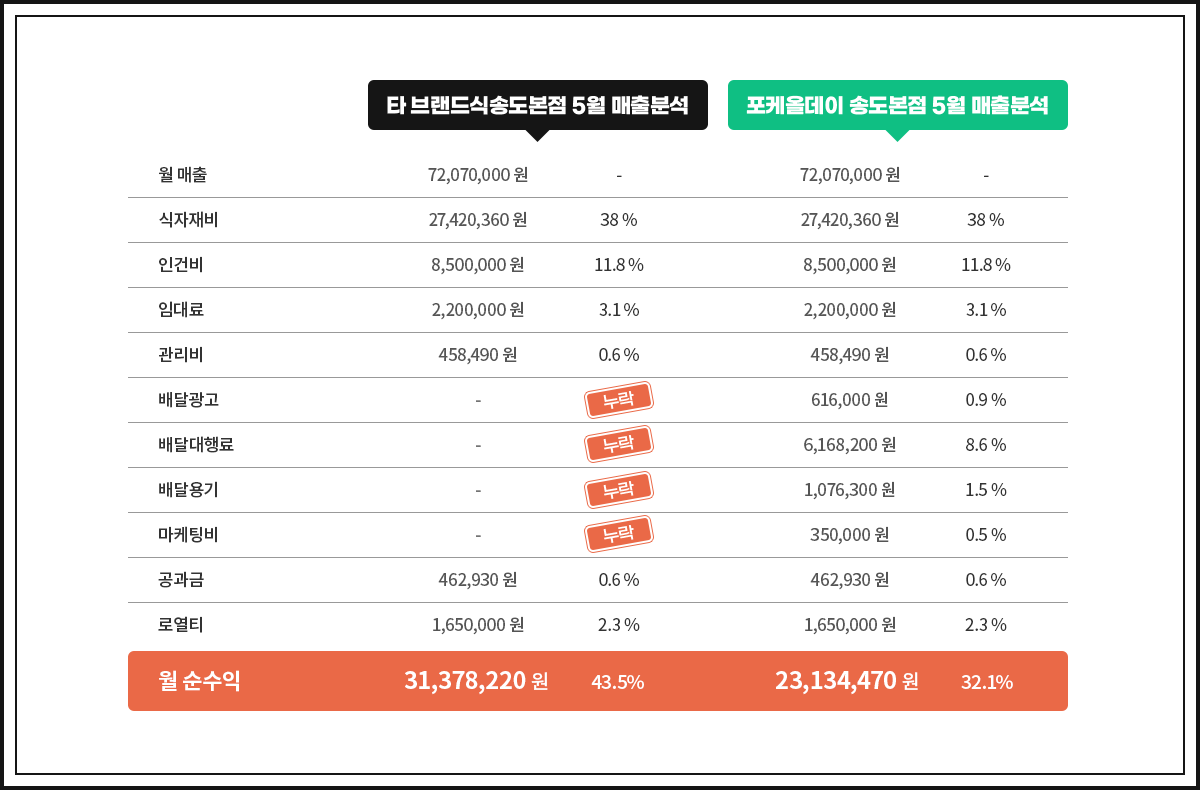 타 브랜드식송도본점 5월 매출분석 포케올데이 송도본점 5월 매출분석
월 매출 72,070,000 원 - 72,070,000 원 -
식자재비 27,420,360 원 38 % 27,420,360 원 38 %
인건비 8,500,000 원 11.8 % 8,500,000 원 11.8 %
임대료 2,200,000 원 3.1 % 2,200,000 원 3.1 %
관리비 458,490 원 0.6 % 458,490 원 0.6 %
배달광고 - 누락 616,000 원 0.9 %
배달대행료 - 누락 6,168,200 원 8.6 %
배달용기 - 누락 1,076,300 원 1.5 %
마케팅비 - 누락 350,000 원 0.5 %
공과금 462,930 원 0.6 % 462,930 원 0.6 %
로열티 1,650,000 원 2.3 % 1,650,000 원 2.3 %
월 순수익 31,378,220 원 43.5% 23,134,470 원 32.1%